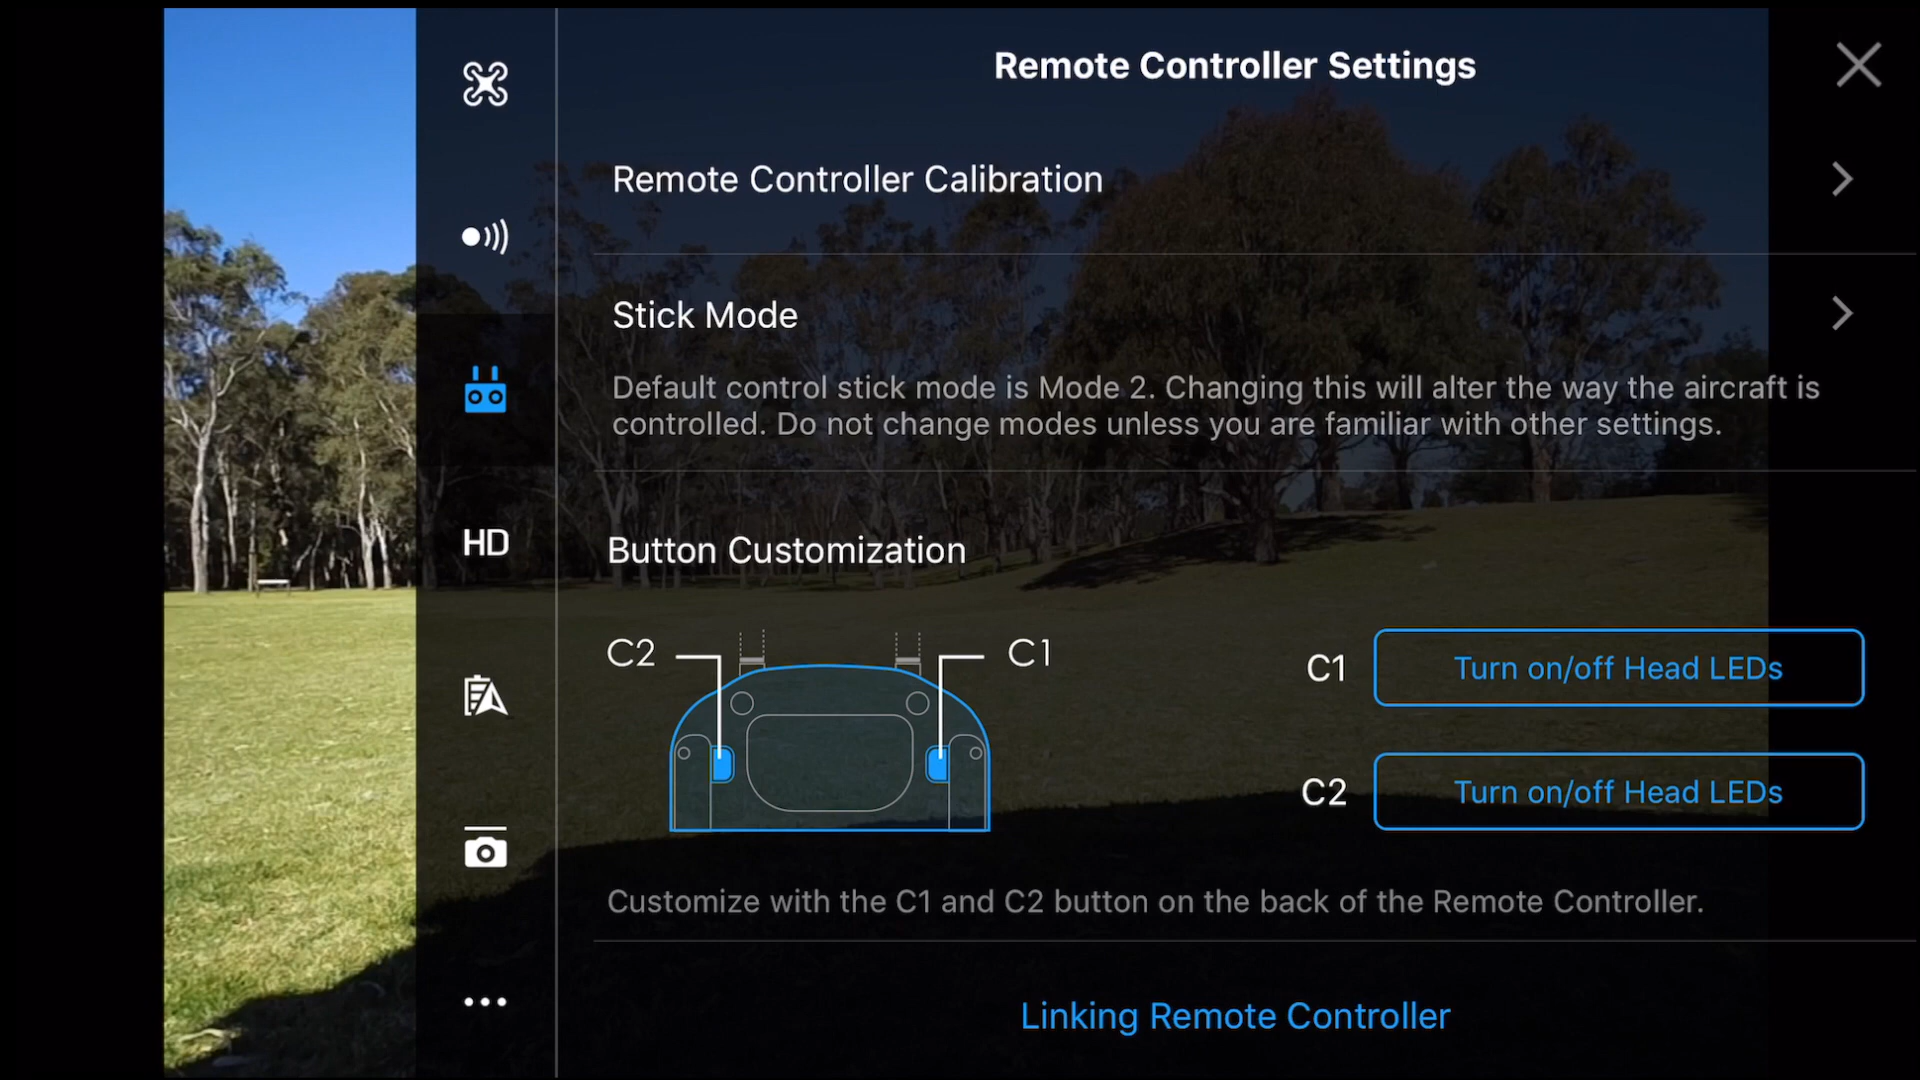 Remote Controller Settings
Remote Controller Calibration
Stick Mode
Default control stick mode is Mode 2. Changing this will alter the way the aircraft is
controlled. Do not change modes unless you are familiar with other settings.
HD
Button Customization
C2
C1
C1
Turn on/off Head LEDs
C2
Turn on/off Head LEDs
Customize with the C1 and C2 button on the back of the Remote Controller.
Linking Remote Controller